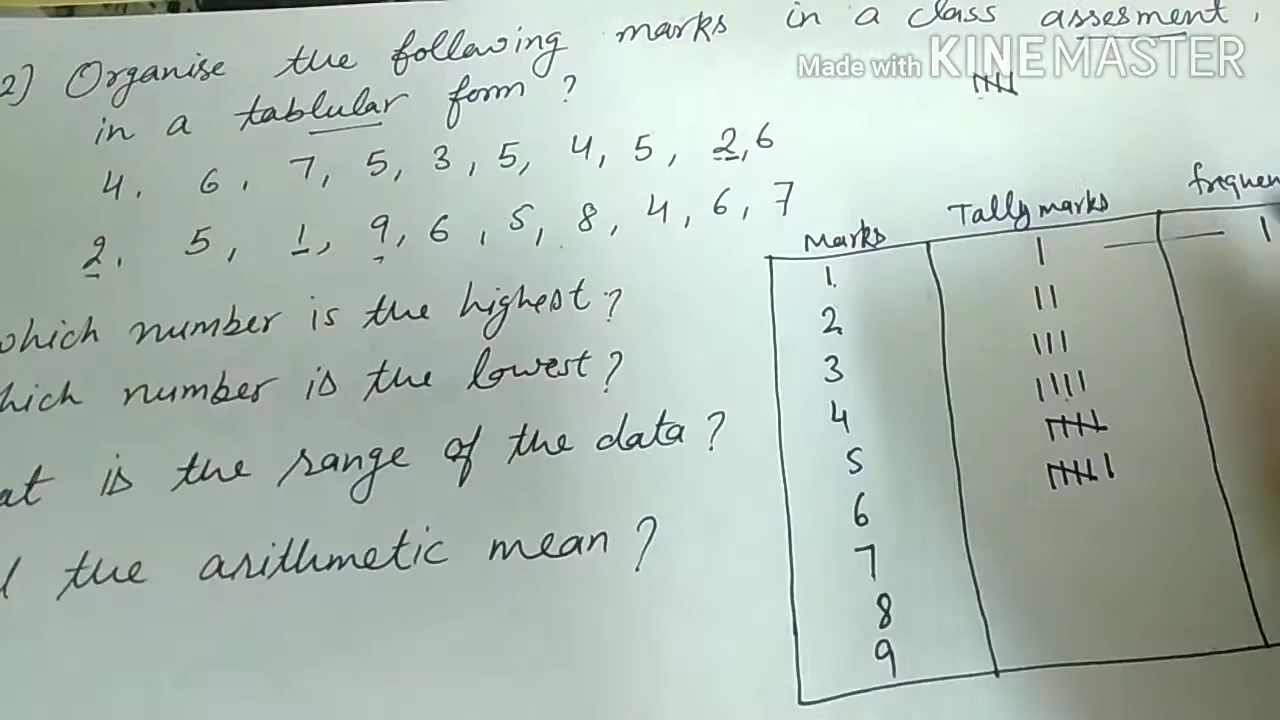 2) Organise the following marks in a class assesment,
in a tablular form?
4, 6, 7, 5, 3, 5, 4, 5, 2, 6
2, 5, 1, 9, 6, 5, 8, 4, 6, 7
number is the highest?
number is the lowest?
is the range of the data?
the arithmetic mean?
Made with KINEMASTER
Marks Tally marks
1. 1
2
3
4
5
6
7
8
9